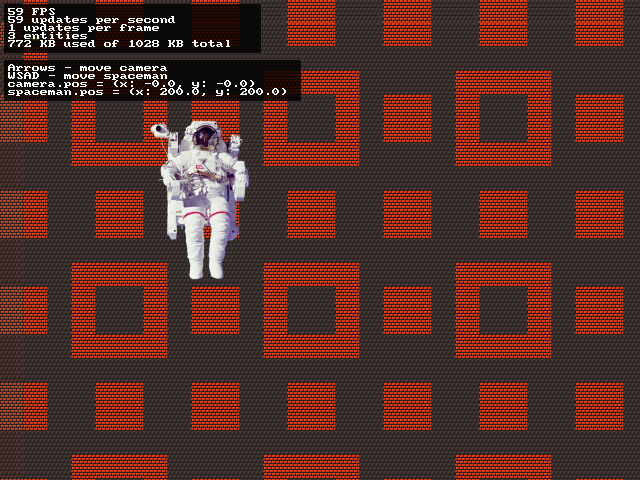 59 FPS
59 updates per second
1 updates per frame
3 entities
772 KB used of 1028 KB total
Arrows - move camera
WSAD - move spaceman
camera.pos = (x: -0.0, y: -0.0)
spaceman.pos = (x: 200.0, y: 200.0)